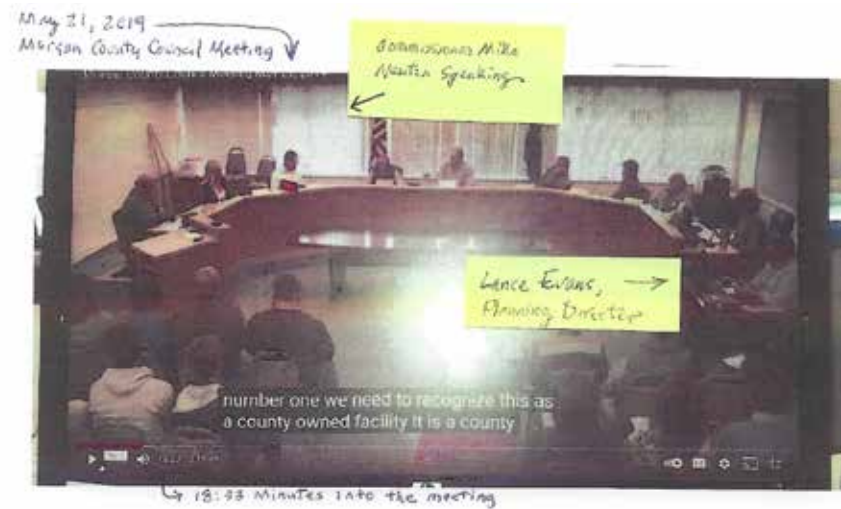 May 21, 2019
Morgan County Council Meeting
Commissioner Mike
Newton Speaking
Lance Evans,
Planning Director
number one we need to recognize this as
a county owned facility it is a county
18:53 Minutes into the meeting